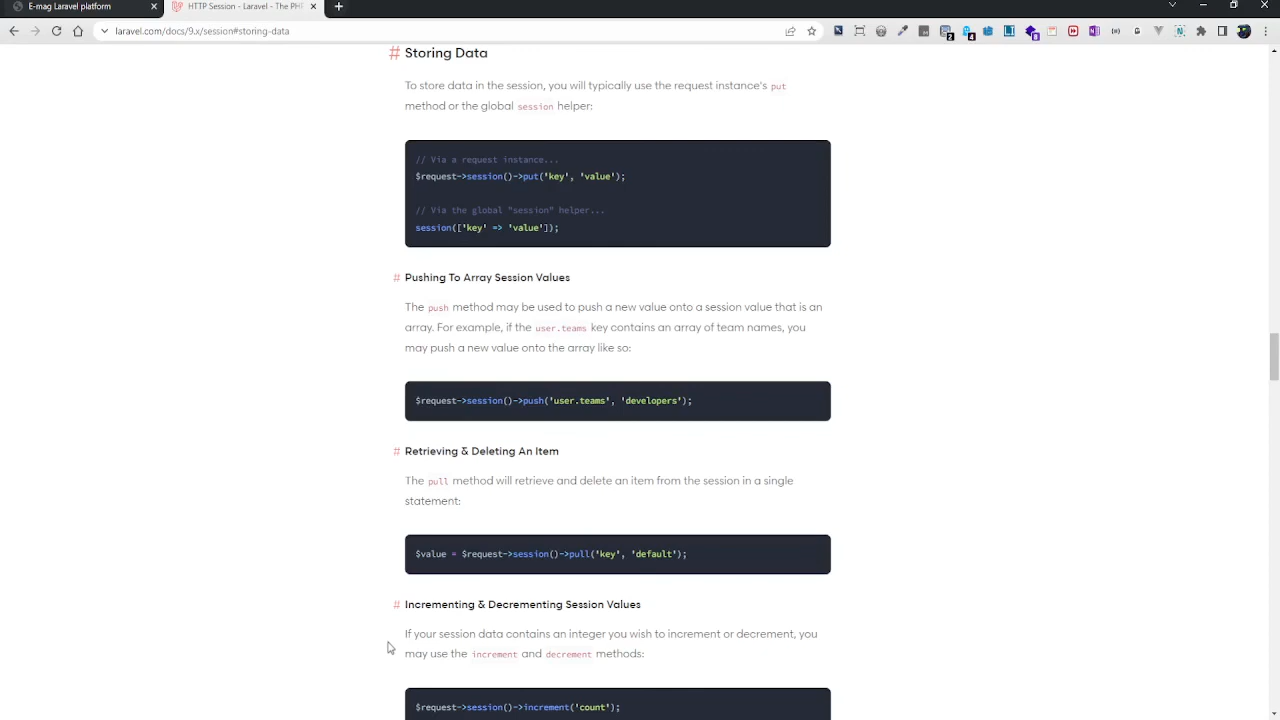 E-mag Laravel platform
HTTP Session - Laravel - The PHP
laravel.com/docs/9.x/session#storing-data
# Storing Data
To store data in the session, you will typically use the request instance's put
method or the global session helper:
// Via a request instance...
$request->session()->put('key', 'value');
// Via the global "session" helper...
session(['key' => 'value']);
# Pushing To Array Session Values
The push method may be used to push a new value onto a session value that is an
array. For example, if the user.teams key contains an array of team names, you
may push a new value onto the array like so:
$request->session()->push('user.teams', 'developers');
# Retrieving & Deleting An Item
The pull method will retrieve and delete an item from the session in a single
statement:
$value = $request->session()->pull('key', 'default');
# Incrementing & Decrementing Session Values
If your session data contains an integer you wish to increment or decrement, you
may use the increment and decrement methods:
$request->session()->increment('count');